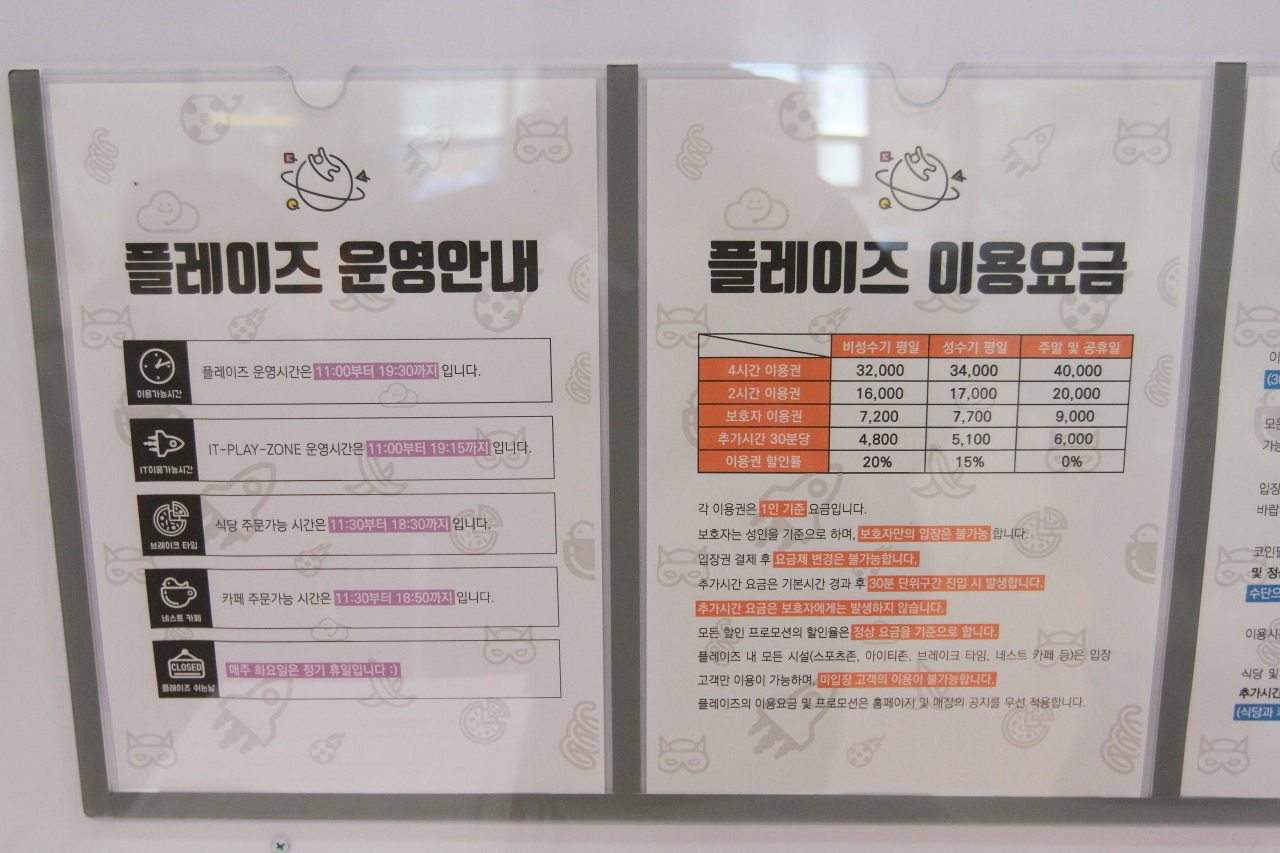 플레이즈 운영안내
이용가능시간
플레이즈 운영시간은 11:00부터 19:30까지 입니다.
IT이용가능시간
IT-PLAY-ZONE 운영시간은 11:00부터 19:15까지 입니다.
브레이크 타임
식당 주문가능 시간은 11:30부터 18:30까지 입니다.
네스트 카페
카페 주문가능 시간은 11:30부터 18:50까지 입니다.
CLOSED
플레이즈 쉬는날
매주 화요일은 정기 휴일입니다 :)
플레이즈 이용요금
비성수기 평일 성수기 평일 주말 및 공휴일
4시간 이용권 32,000 34,000 40,000
2시간 이용권 16,000 17,000 20,000
보호자 이용권 7,200 7,700 9,000
추가시간 30분당 4,800 5,100 6,000
이용권 할인률 20% 15% 0%
각 이용권은 1인 기준 요금입니다.
보호자는 성인을 기준으로 하며, 보호자만의 입장은 불가능 합니다.
입장권 결제 후 요금제 변경은 불가능합니다.
추가시간 요금은 기본시간 경과 후 30분 단위구간 진입 시 발생합니다.
추가시간 요금은 보호자에게는 발생하지 않습니다.
모든 할인 프로모션의 할인율은 정상 요금을 기준으로 합니다.
플레이즈 내 모든 시설(스포츠존, 아이티존, 브레이크 타임, 네스트 카페 등)은 입장
고객만 이용이 가능하며, 미입장 고객의 이용이 불가능합니다.
플레이즈의 이용요금 및 프로모션은 홈페이지 및 매장의 공지를 우선 적용합니다.
및
수단으
식당 및
추가시간
(식당과